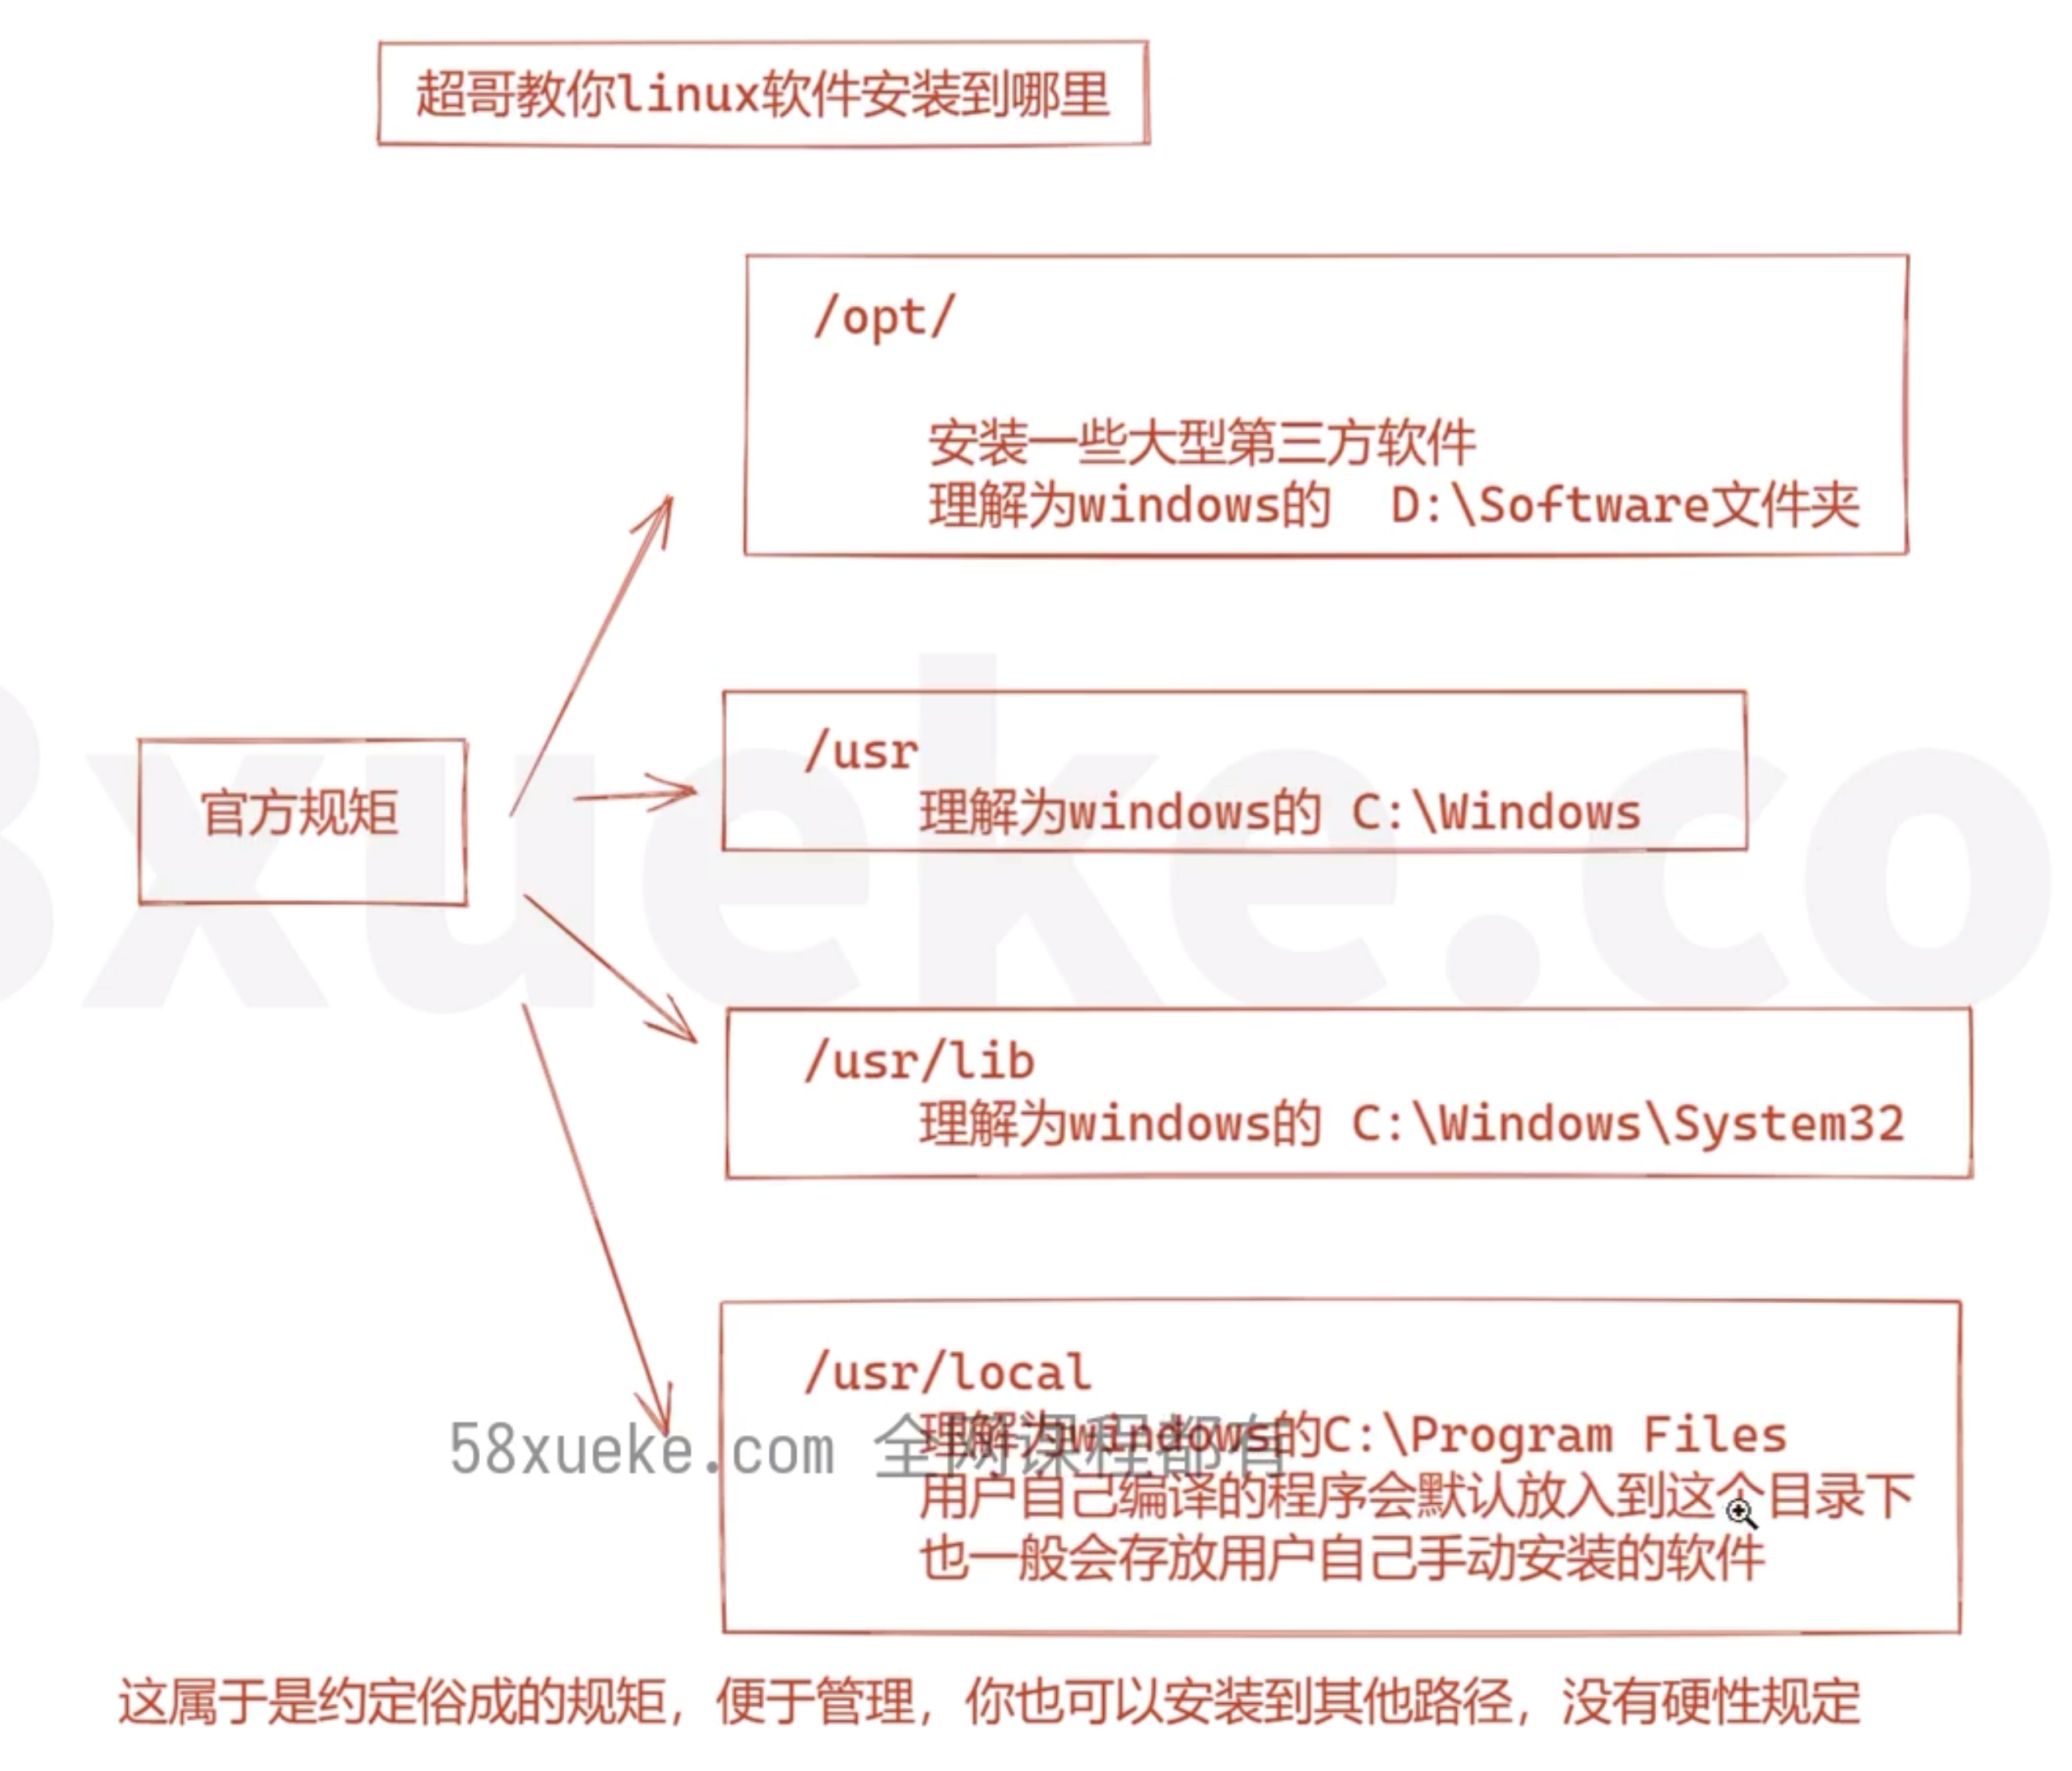 超哥教你linux软件安装到哪里
/opt/
安装一些大型第三方软件
理解为windows的  D:\Software文件夹
/usr
理解为windows的 C:\Windows
官方规矩
/usr/lib
理解为windows的 C:\Windows\System32
/usr/local
理解为windows的C:\Program Files
58xueke.com 全网课程都有
用户自己编译的程序会默认放入到这个目录下
也一般会存放用户自己手动安装的软件
这属于是约定俗成的规矩，便于管理，你也可以安装到其他路径，没有硬性规定
8xueke.co